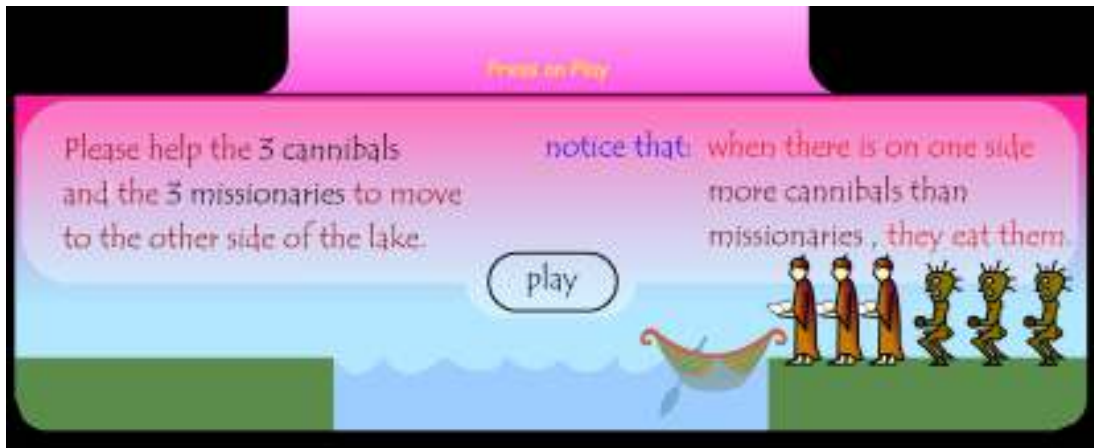 Press on Play
Please help the 3 cannibals
and the 3 missionaries to move
to the other side of the lake.
notice that: when there is on one side
more cannibals than
missionaries , they eat them.
play